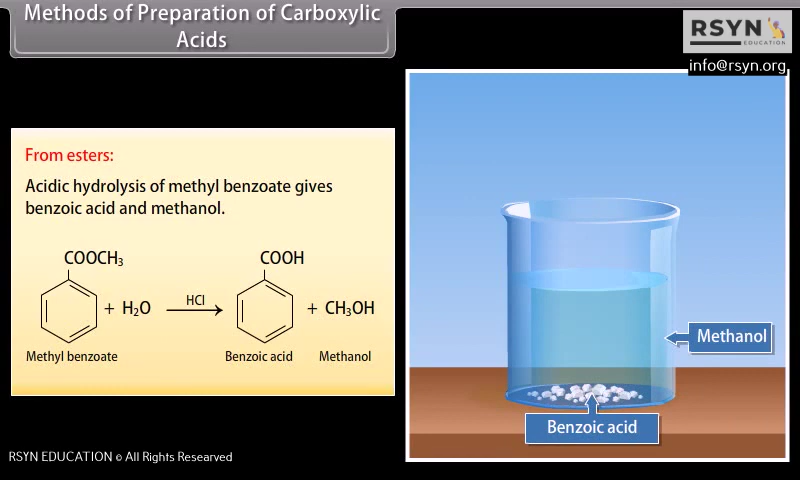 Methods of Preparation of Carboxylic
Acids
RSYN
EDUCATION
info@rsyn.org
From esters:
Acidic hydrolysis of methyl benzoate gives
benzoic acid and methanol.
COOCH₃
COOH
+ H₂O
HCl
+ CH₃OH
Methyl benzoate
Benzoic acid
Methanol
Methanol
Benzoic acid
RSYN EDUCATION © All Rights Researved